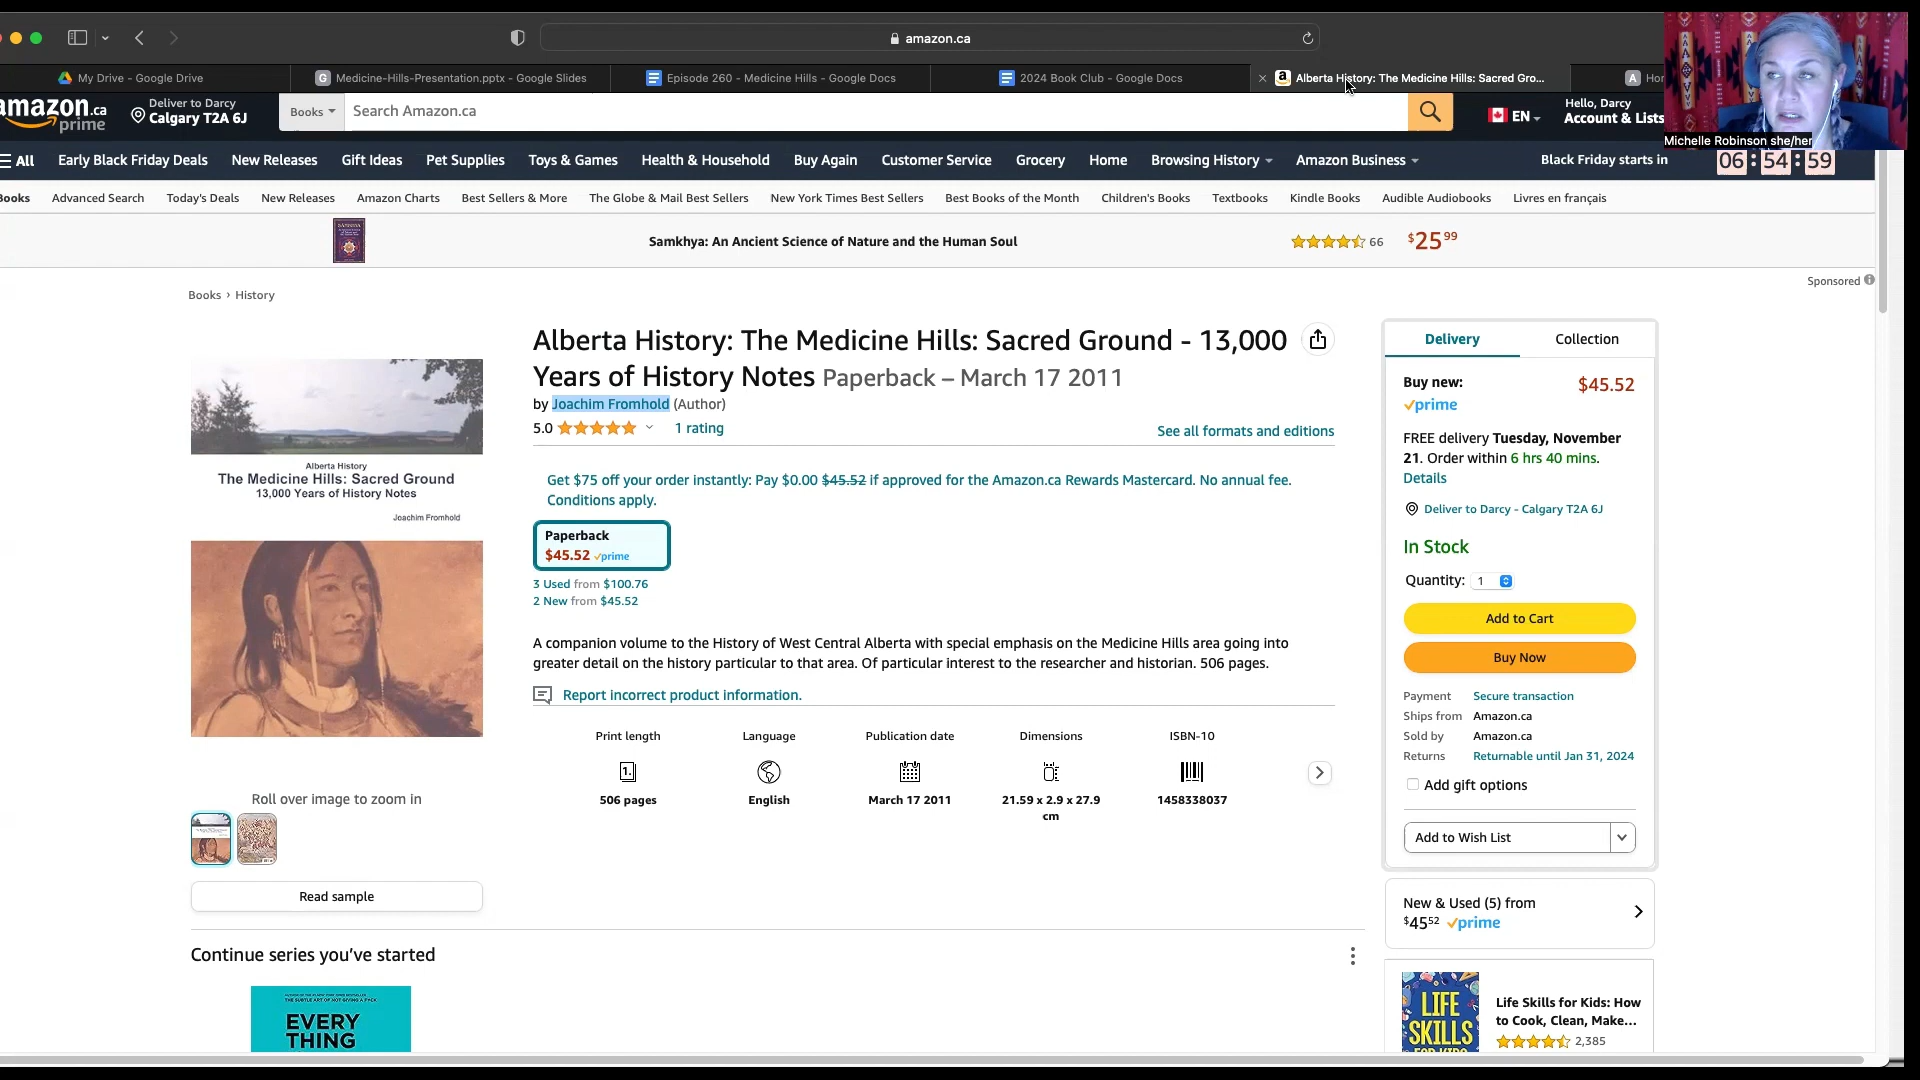 amazon.ca
My Drive - Google Drive
G Medicine-Hills-Presentation.pptx - Google Slides
Episode 260 - Medicine Hills - Google Docs
2024 Book Club - Google Docs
Alberta History: The Medicine Hills: Sacred Gro...
A Hor
amazon.ca
prime
Deliver to Darcy
Calgary T2A 6J
Books
Search Amazon.ca
EN
Hello, Darcy
Account & Lists
Michelle Robinson she/her
All
Early Black Friday Deals
New Releases
Gift Ideas
Pet Supplies
Toys & Games
Health & Household
Buy Again
Customer Service
Grocery
Home
Browsing History
Amazon Business
Black Friday starts in
06 : 54 : 59
Books
Advanced Search
Today's Deals
New Releases
Amazon Charts
Best Sellers & More
The Globe & Mail Best Sellers
New York Times Best Sellers
Best Books of the Month
Children's Books
Textbooks
Kindle Books
Audible Audiobooks
Livres en français
Samkhya: An Ancient Science of Nature and the Human Soul
66
$25 99
Sponsored
Books › History
Alberta History: The Medicine Hills: Sacred Ground - 13,000
Years of History Notes Paperback – March 17 2011
by Joachim Fromhold (Author)
5.0
1 rating
See all formats and editions
Alberta History
The Medicine Hills: Sacred Ground
13,000 Years of History Notes
Joachim Fromhold
Get $75 off your order instantly: Pay $0.00 $45.52 if approved for the Amazon.ca Rewards Mastercard. No annual fee.
Conditions apply.
Paperback
$45.52 prime
3 Used from $100.76
2 New from $45.52
A companion volume to the History of West Central Alberta with special emphasis on the Medicine Hills area going into
greater detail on the history particular to that area. Of particular interest to the researcher and historian. 506 pages.
Report incorrect product information.
Print length
Language
Publication date
Dimensions
ISBN-10
506 pages
English
March 17 2011
21.59 x 2.9 x 27.9
cm
1458338037
Roll over image to zoom in
Read sample
Continue series you've started
EVERY
THING
Delivery
Collection
Buy new:
$45.52
prime
FREE delivery Tuesday, November
21. Order within 6 hrs 40 mins.
Details
Deliver to Darcy - Calgary T2A 6J
In Stock
Quantity: 1
Add to Cart
Buy Now
Payment Secure transaction
Ships from Amazon.ca
Sold by Amazon.ca
Returns Returnable until Jan 31, 2024
Add gift options
Add to Wish List
New & Used (5) from
$45 52 prime
LIFE
SKILLS
Life Skills for Kids: How
to Cook, Clean, Make...
2,385